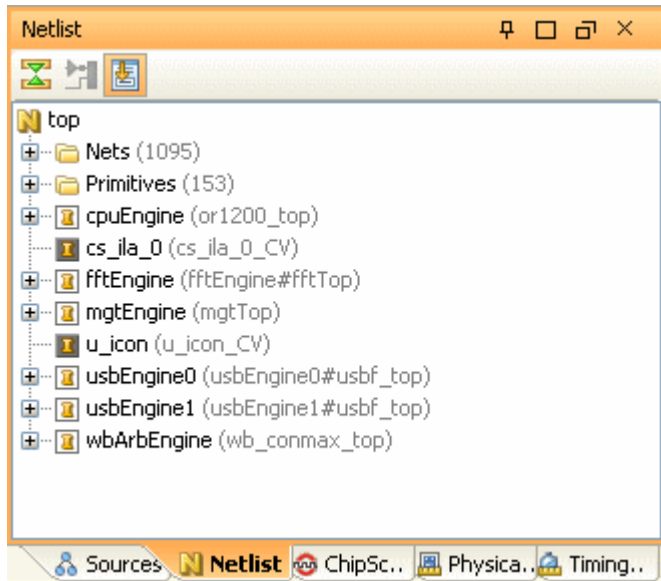 Netlist
top
Nets (1095)
Primitives (153)
cpuEngine (or1200_top)
cs_ila_0 (cs_ila_0_CV)
fftEngine (fftEngine#fftTop)
mgtEngine (mgtTop)
u_icon (u_icon_CV)
usbEngine0 (usbEngine0#usbf_top)
usbEngine1 (usbEngine1#usbf_top)
wbArbEngine (wb_conmax_top)
Sources Netlist ChipSc.. Physica.. Timing..